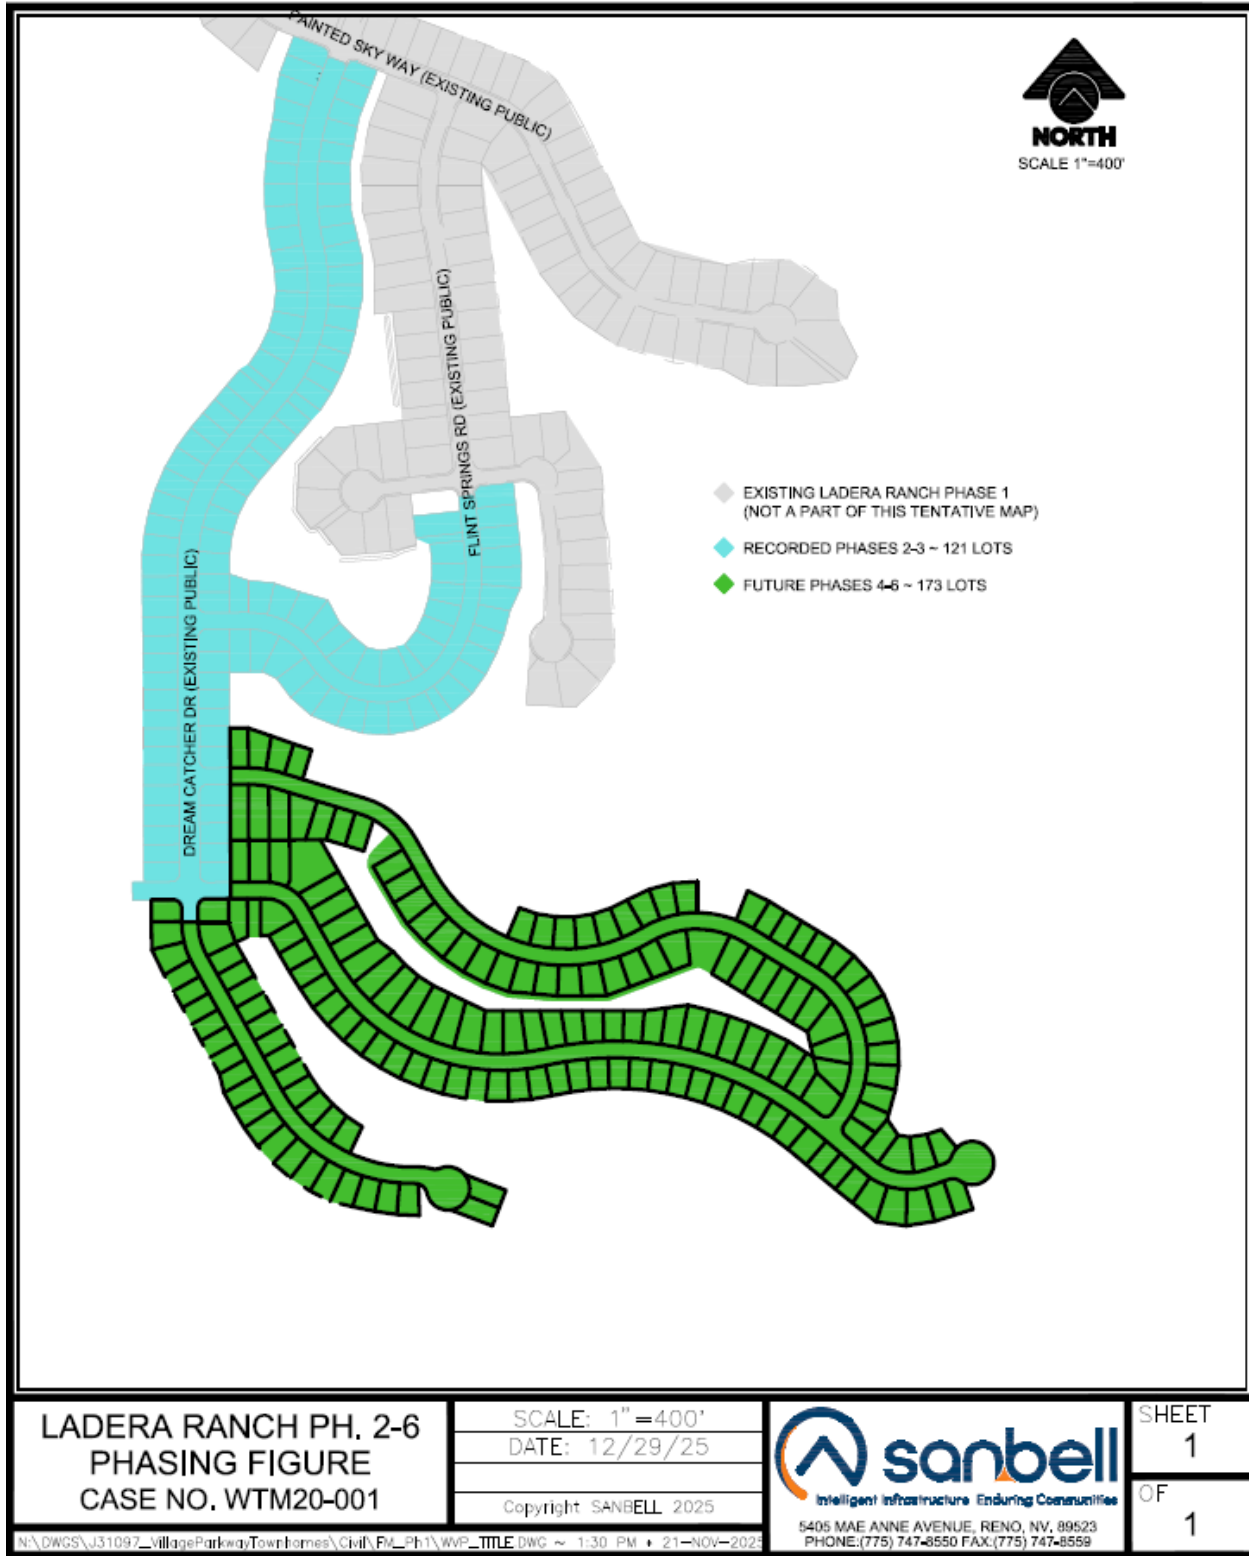 PAINTED SKY WAY (EXISTING PUBLIC)
NORTH
SCALE 1"=400'
FLINT SPRINGS RD (EXISTING PUBLIC)
EXISTING LADERA RANCH PHASE 1
(NOT A PART OF THIS TENTATIVE MAP)
RECORDED PHASES 2-3 ~ 121 LOTS
FUTURE PHASES 4-6 ~ 173 LOTS
DREAM CATCHER DR (EXISTING PUBLIC)
LADERA RANCH PH. 2-6
PHASING FIGURE
CASE NO. WTM20-001
SCALE: 1"=400'
DATE: 12/29/25
Copyright SANBELL 2025
sanbell
Intelligent Infrastructure Enduring Communities
5405 MAE ANNE AVENUE, RENO, NV, 89523
PHONE:(775) 747-8550 FAX:(775) 747-8559
SHEET
1
OF
1
N:\DWGS\J31097_VillageParkwayTownhomes\Civil\FM_Ph1\WVP_TITLE.DWG ~ 1:30 PM * 21-NOV-2025